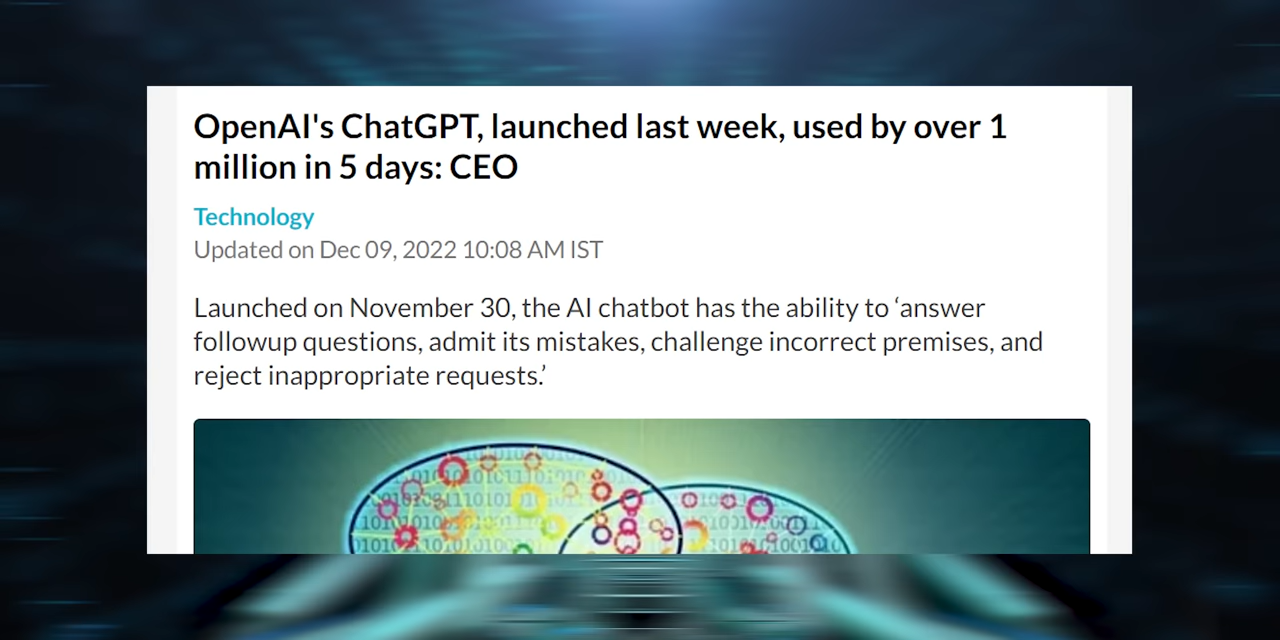 OpenAI's ChatGPT, launched last week, used by over 1
million in 5 days: CEO
Technology
Updated on Dec 09, 2022 10:08 AM IST
Launched on November 30, the AI chatbot has the ability to ‘answer
followup questions, admit its mistakes, challenge incorrect premises, and
reject inappropriate requests.’